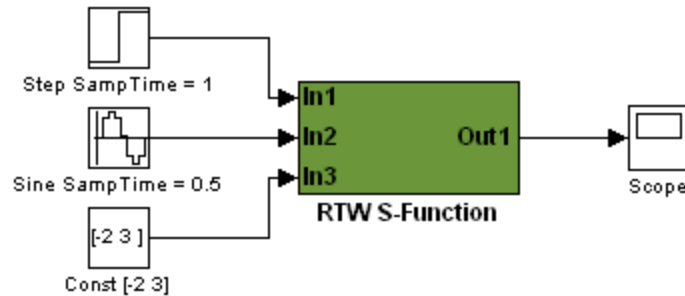 Step SampTime = 1
In1
In2
Out1
In3
Sine SampTime = 0.5
Scope
RTW S-Function
[-2 3 ]
Const [-2 3]